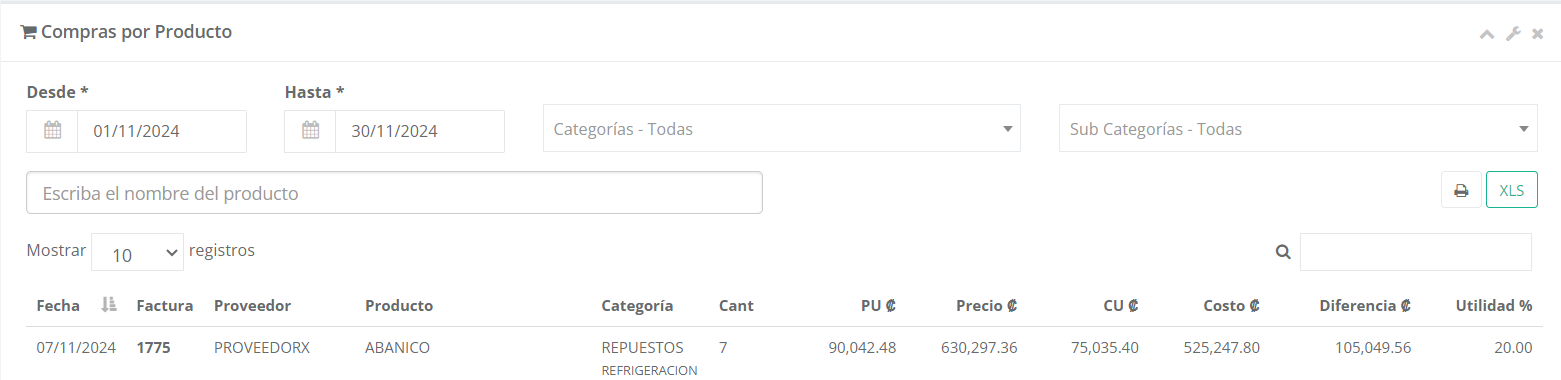 Compras por Producto
Desde * Hasta *
01/11/2024 30/11/2024 Categorías - Todas Sub Categorías - Todas
Escriba el nombre del producto XLS
Mostrar 10 registros
Fecha Factura Proveedor Producto Categoría Cant PU ₡ Precio ₡ CU ₡ Costo ₡ Diferencia ₡ Utilidad %
07/11/2024 1775 PROVEEDORX ABANICO REPUESTOS 7 90,042.48 630,297.36 75,035.40 525,247.80 105,049.56 20.00
REFRIGERACION